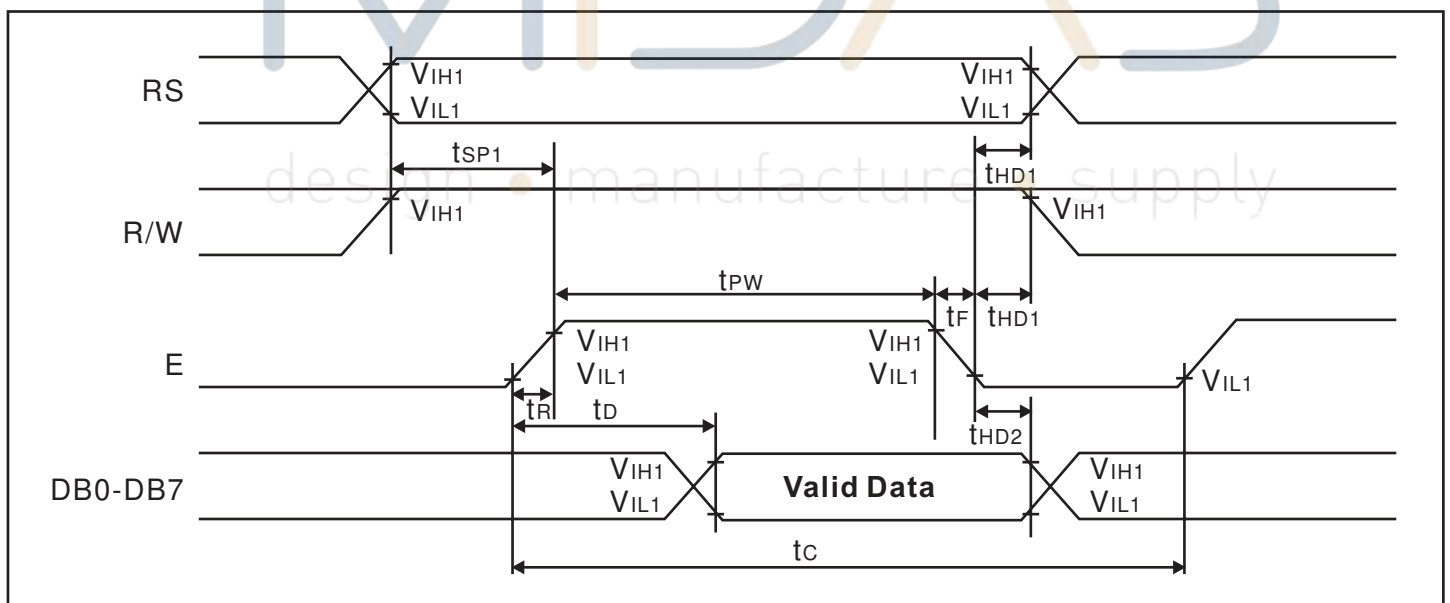 MIDAS
RS
VIH1
VIL1
VIH1
VIL1
tSP1
tHD1
design • manufacture • supply
R/W
VIH1
VIH1
tPW
tF
tHD1
E
VIH1
VIL1
VIH1
VIL1
VIL1
tR
tD
tHD2
DB0-DB7
VIH1
VIL1
Valid Data
VIH1
VIL1
tC